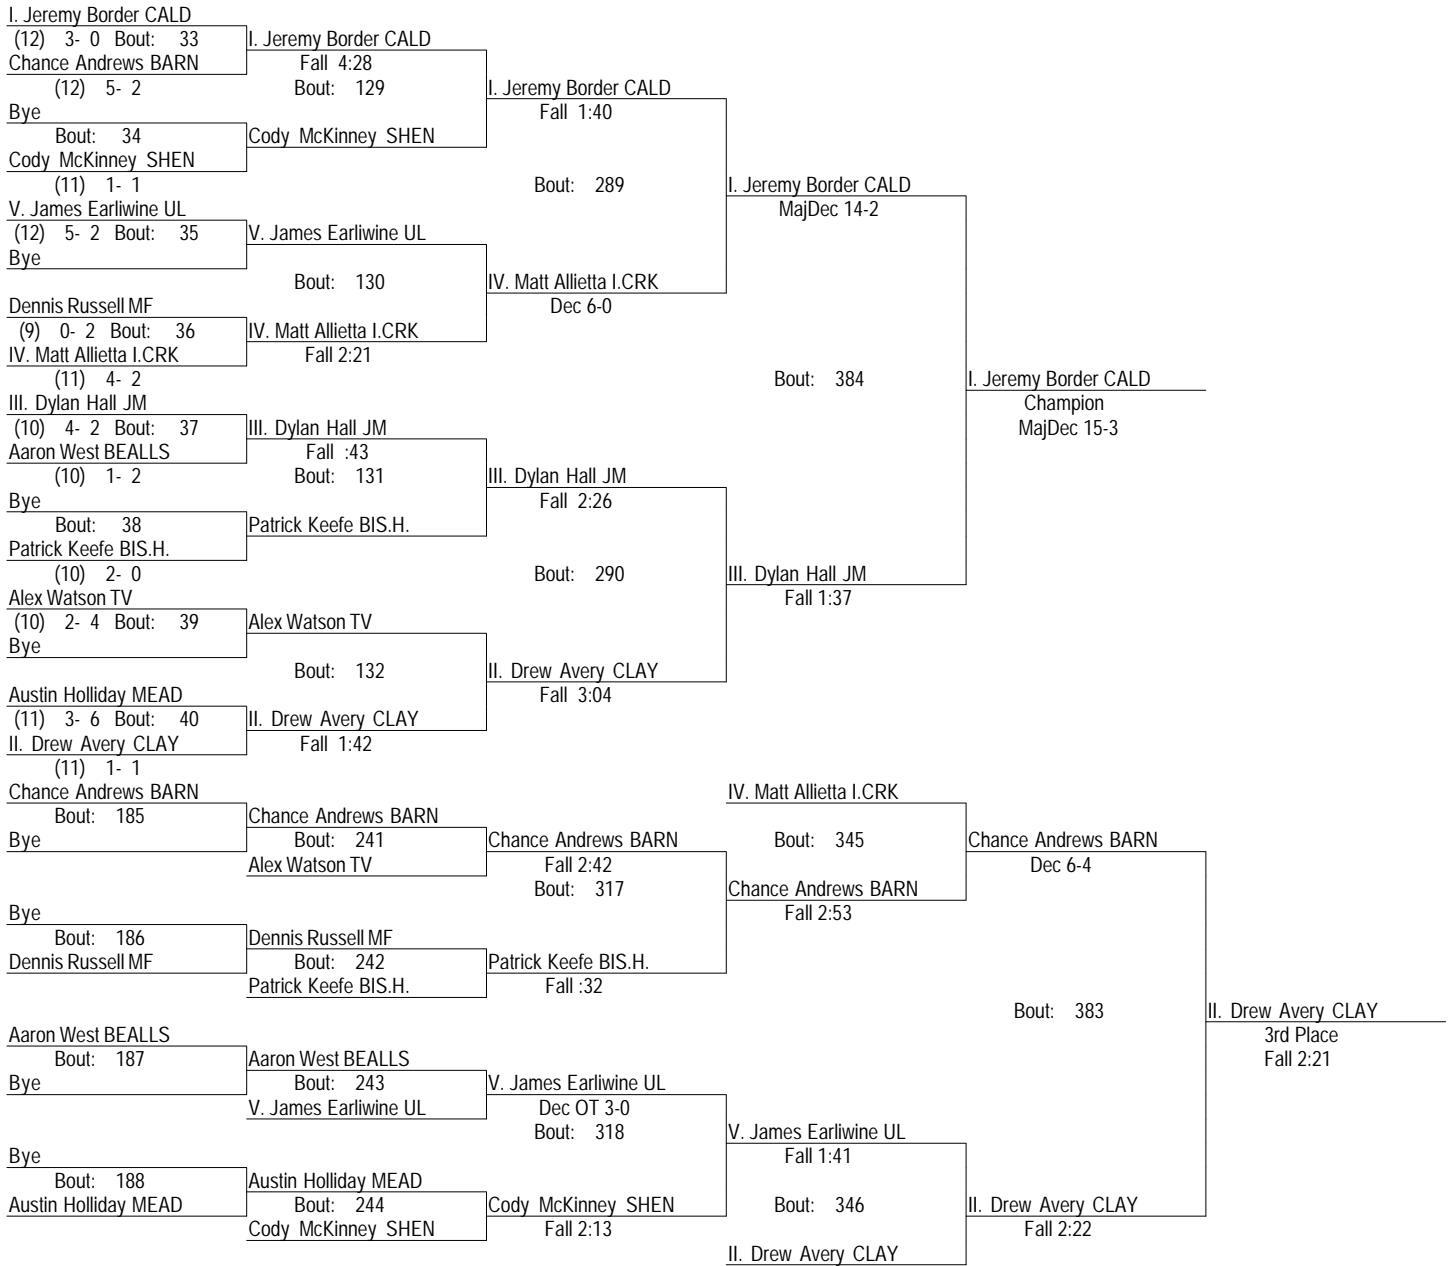 I. Jeremy Border CALD
(12) 3- 0 Bout: 33 I. Jeremy Border CALD
Chance Andrews BARN Fall 4:28
(12) 5- 2 Bout: 129 I. Jeremy Border CALD
Bye Fall 1:40
Bout: 34 Cody McKinney SHEN
Cody McKinney SHEN
(11) 1- 1 Bout: 289 I. Jeremy Border CALD
V. James Earliwine UL MajDec 14-2
(12) 5- 2 Bout: 35 V. James Earliwine UL
Bye
Bout: 130 IV. Matt Allietta I.CRK
Dennis Russell MF Dec 6-0
(9) 0- 2 Bout: 36 IV. Matt Allietta I.CRK
IV. Matt Allietta I.CRK Fall 2:21
(11) 4- 2 Bout: 384 I. Jeremy Border CALD
III. Dylan Hall JM Champion
(10) 4- 2 Bout: 37 III. Dylan Hall JM MajDec 15-3
Aaron West BEALLS Fall :43
(10) 1- 2 Bout: 131 III. Dylan Hall JM
Bye Fall 2:26
Bout: 38 Patrick Keefe BIS.H.
Patrick Keefe BIS.H.
(10) 2- 0 Bout: 290 III. Dylan Hall JM
Alex Watson TV Fall 1:37
(10) 2- 4 Bout: 39 Alex Watson TV
Bye
Bout: 132 II. Drew Avery CLAY
Austin Holliday MEAD Fall 3:04
(11) 3- 6 Bout: 40 II. Drew Avery CLAY
II. Drew Avery CLAY Fall 1:42
(11) 1- 1
Chance Andrews BARN IV. Matt Allietta I.CRK
Bout: 185 Chance Andrews BARN
Bye Bout: 241 Chance Andrews BARN Bout: 345 Chance Andrews BARN
Alex Watson TV Fall 2:42 Dec 6-4
Bout: 317 Chance Andrews BARN
Bye Fall 2:53
Bout: 186 Dennis Russell MF
Dennis Russell MF Bout: 242 Patrick Keefe BIS.H.
Patrick Keefe BIS.H. Fall :32
Bout: 383 II. Drew Avery CLAY
Aaron West BEALLS 3rd Place
Bout: 187 Aaron West BEALLS Fall 2:21
Bye Bout: 243 V. James Earliwine UL
V. James Earliwine UL Dec OT 3-0
Bout: 318 V. James Earliwine UL
Bye Fall 1:41
Bout: 188 Austin Holliday MEAD
Austin Holliday MEAD Bout: 244 Cody McKinney SHEN Bout: 346 II. Drew Avery CLAY
Cody McKinney SHEN Fall 2:13 Fall 2:22
II. Drew Avery CLAY